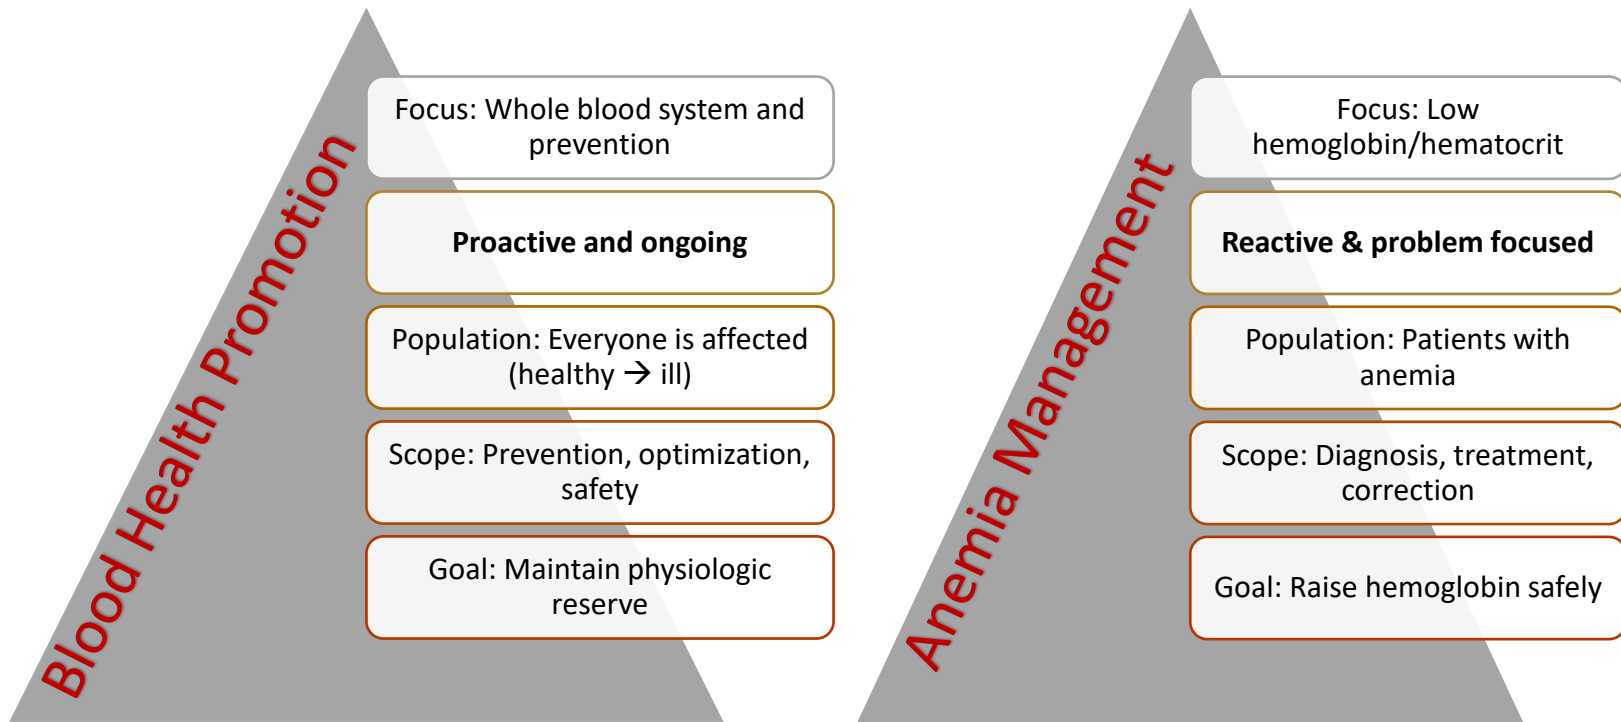 Blood Health Promotion
Focus: Whole blood system and
prevention
Proactive and ongoing
Population: Everyone is affected
(healthy → ill)
Scope: Prevention, optimization,
safety
Goal: Maintain physiologic
reserve
Anemia Management
Focus: Low
hemoglobin/hematocrit
Reactive & problem focused
Population: Patients with
anemia
Scope: Diagnosis, treatment,
correction
Goal: Raise hemoglobin safely